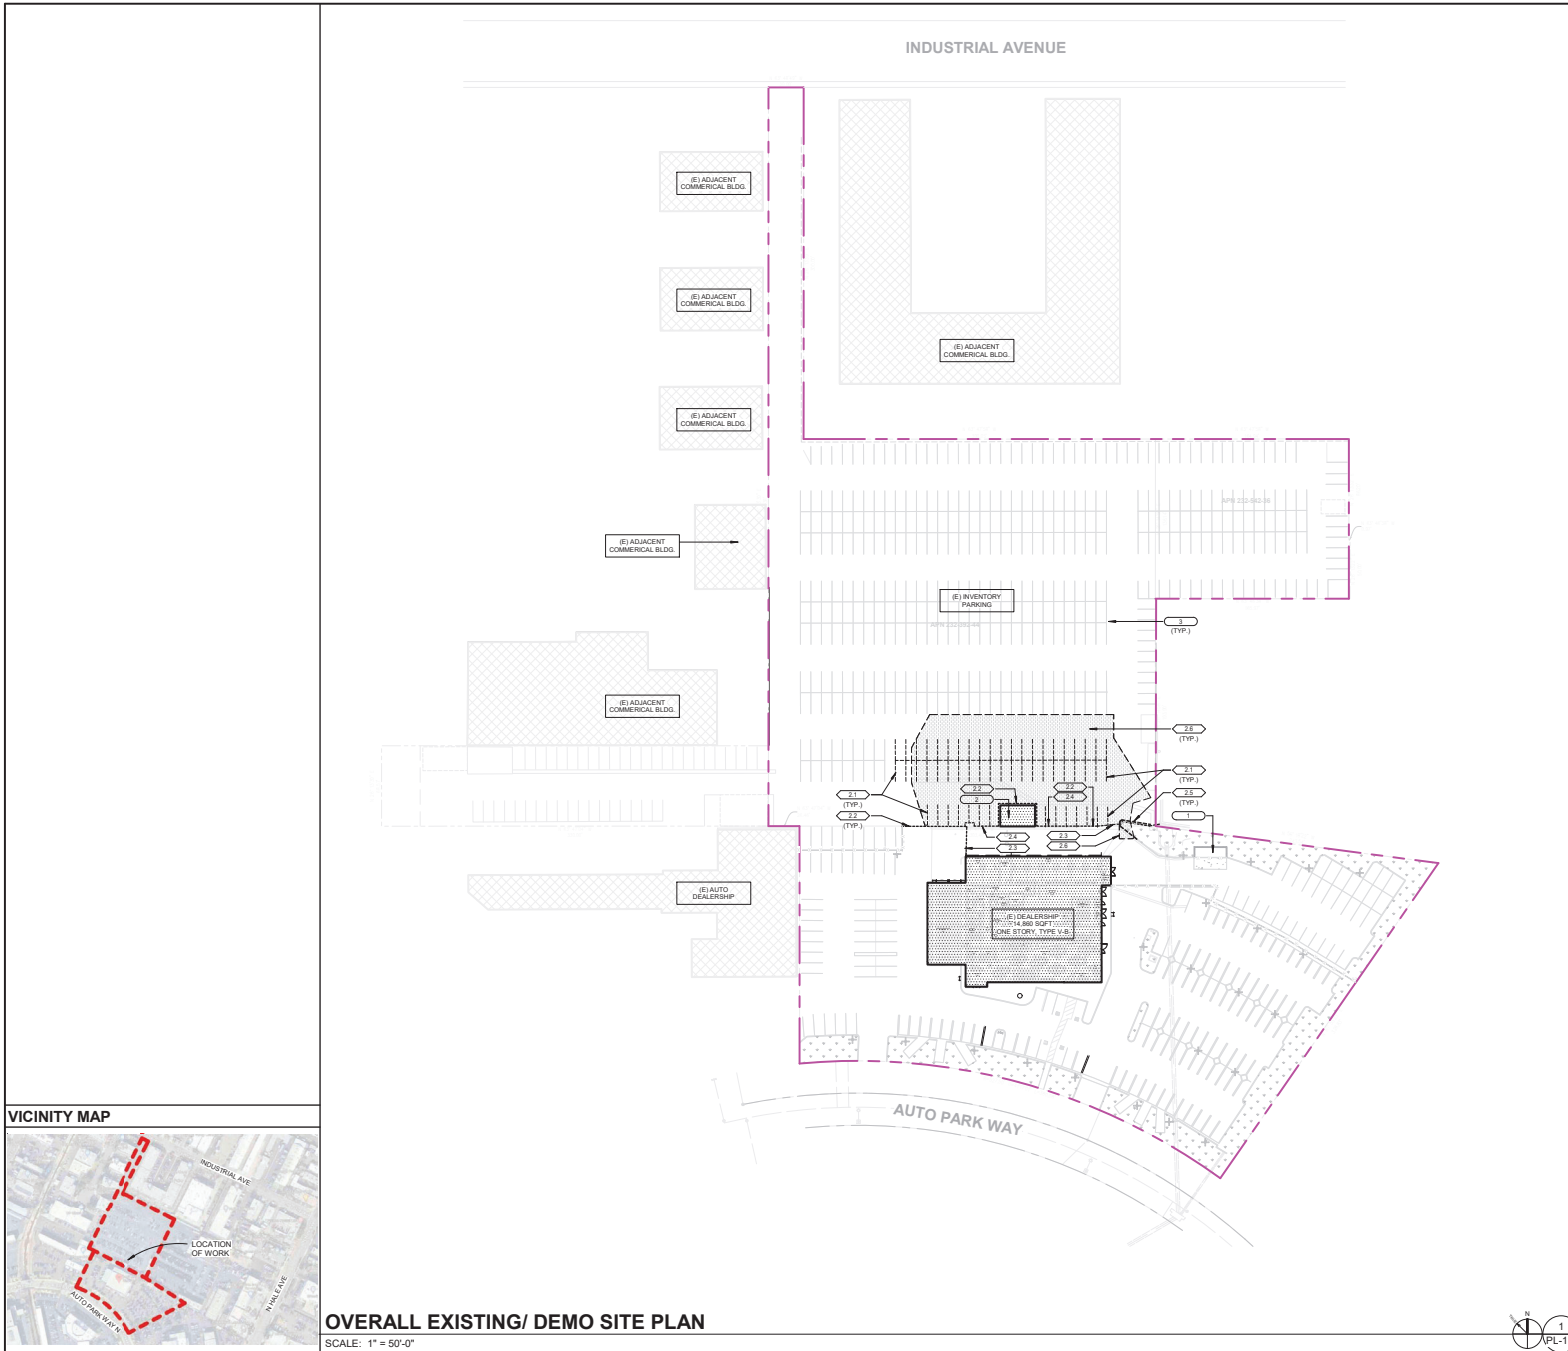 INDUSTRIAL AVENUE
(E) ADJACENT
COMMERICAL BLDG.
(E) ADJACENT
COMMERICAL BLDG.
(E) ADJACENT
COMMERICAL BLDG.
(E) ADJACENT
COMMERICAL BLDG.
(E) ADJACENT
COMMERICAL BLDG.
(E) INVENTORY
PARKING
3
(TYP.)
(E) ADJACENT
COMMERICAL BLDG.
2.6
(TYP.)
2.1
(TYP.)
2.5
(TYP.)
1
2.1
(TYP.)
2.2
(TYP.)
2.2
2
2.2
2.4
2.4
2.3
2.3
2.6
(E) AUTO
DEALERSHIP
(E) DEALERSHIP
14,860 SQFT
ONE STORY, TYPE V-B
AUTO PARK WAY
VICINITY MAP
INDUSTRIAL AVE
LOCATION
OF WORK
N HALE AVE
AUTO PARK WAY N
OVERALL EXISTING/ DEMO SITE PLAN
SCALE: 1" = 50'-0"
N
1
PL-1